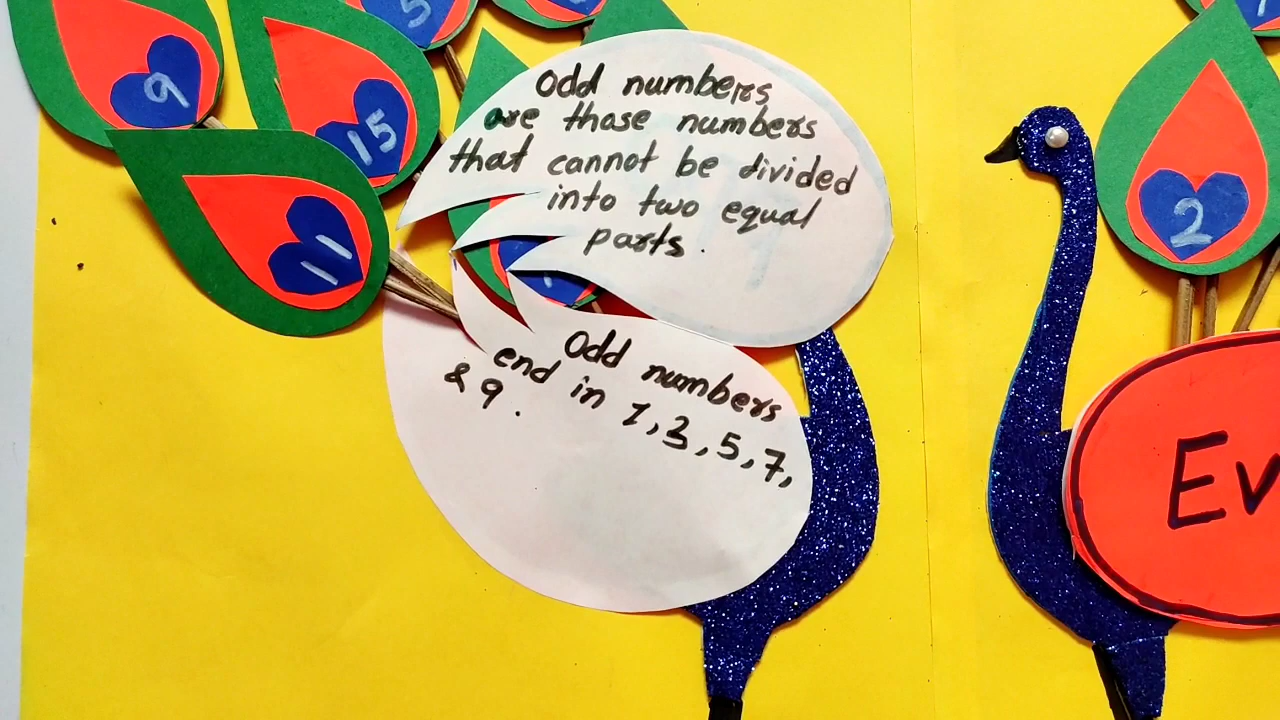 5
9
15
11
Odd numbers
are those numbers
that cannot be divided
into two equal
parts.
Odd numbers
end in 1,3,5,7,
& 9.
2
Ev